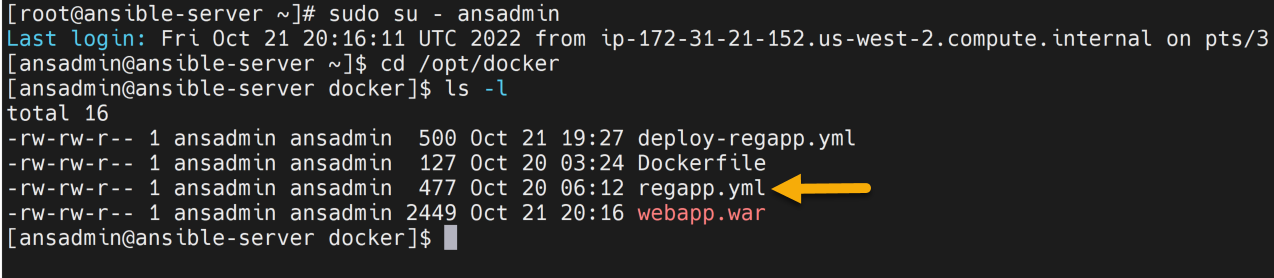 [root@ansible-server ~]# sudo su - ansadmin
Last login: Fri Oct 21 20:16:11 UTC 2022 from ip-172-31-21-152.us-west-2.compute.internal on pts/3
[ansadmin@ansible-server ~]$ cd /opt/docker
[ansadmin@ansible-server docker]$ ls -l
total 16
-rw-rw-r-- 1 ansadmin ansadmin  500 Oct 21 19:27 deploy-regapp.yml
-rw-rw-r-- 1 ansadmin ansadmin  127 Oct 20 03:24 Dockerfile
-rw-rw-r-- 1 ansadmin ansadmin  477 Oct 20 06:12 regapp.yml
-rw-rw-r-- 1 ansadmin ansadmin 2449 Oct 21 20:16 webapp.war
[ansadmin@ansible-server docker]$